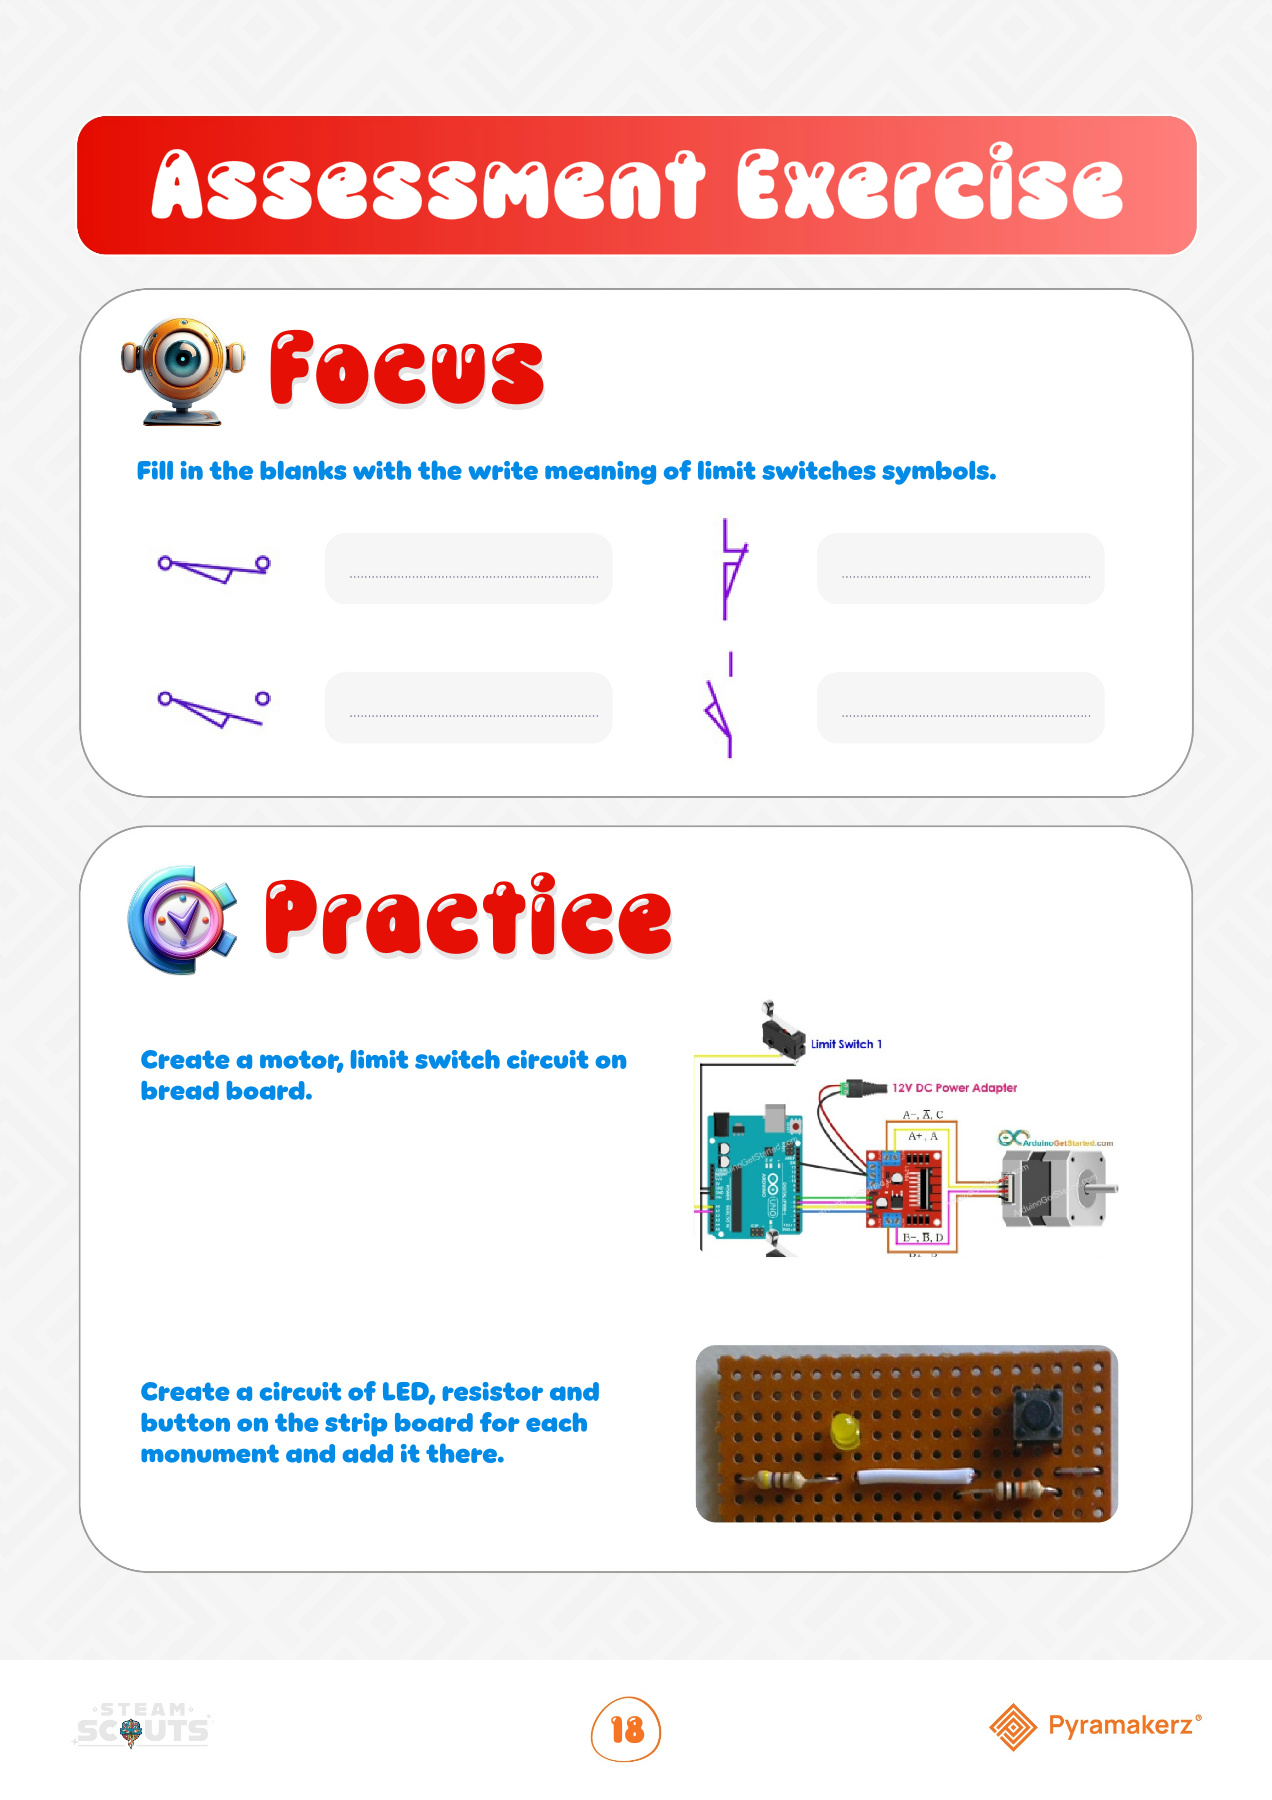 Assessment Exercise
Focus
Fill in the blanks with the write meaning of limit switches symbols.
Practice
Create a motor, limit switch circuit on
bread board.
Limit Switch 1
12V DC Power Adapter
A−, A̅, C
A+, A
ArduinoGetStarted.com
B−, B̅, D
Create a circuit of LED, resistor and
button on the strip board for each
monument and add it there.
STEAM
SCOUTS
18
Pyramakerz®